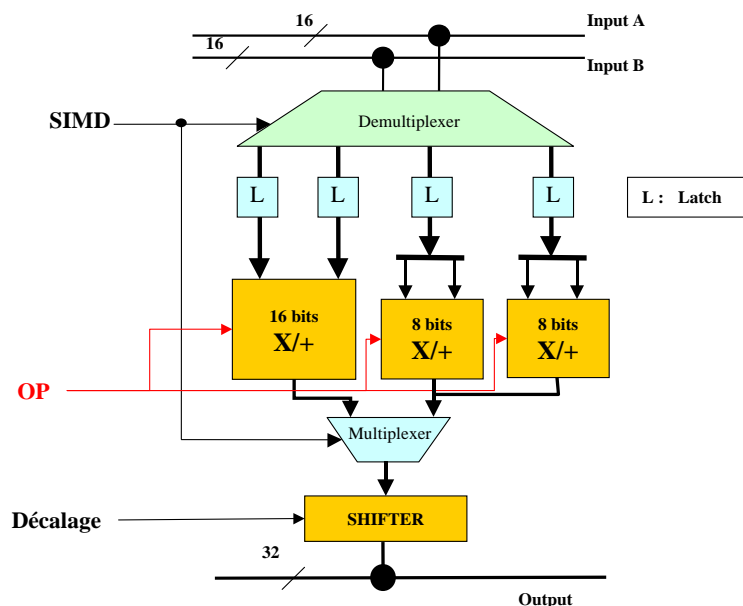 16
Input A
16
Input B
SIMD
Demultiplexer
L
L
L
L
L : Latch
16 bits
X/+
8 bits
X/+
8 bits
X/+
OP
Multiplexer
Décalage
SHIFTER
32
Output